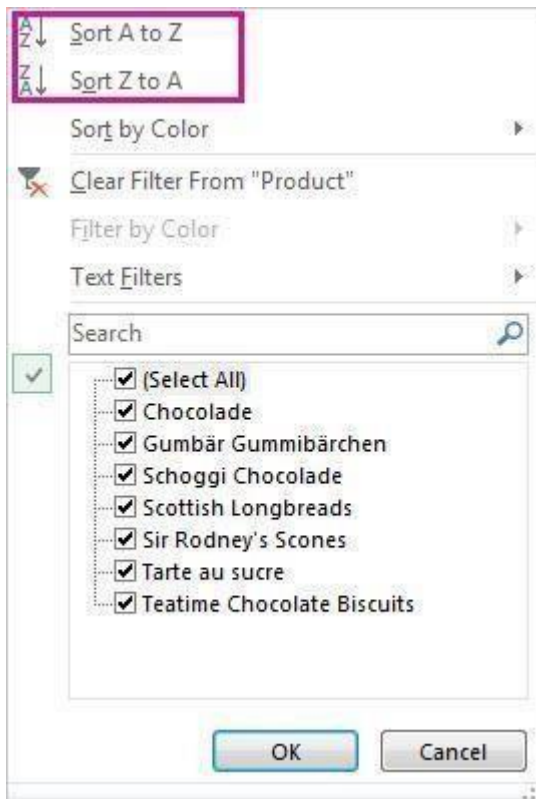 Sort A to Z
Sort Z to A
Sort by Color
Clear Filter From "Product"
Filter by Color
Text Filters
Search
(Select All)
Chocolade
Gumbär Gummibärchen
Schoggi Chocolade
Scottish Longbreads
Sir Rodney's Scones
Tarte au sucre
Teatime Chocolate Biscuits
OK Cancel